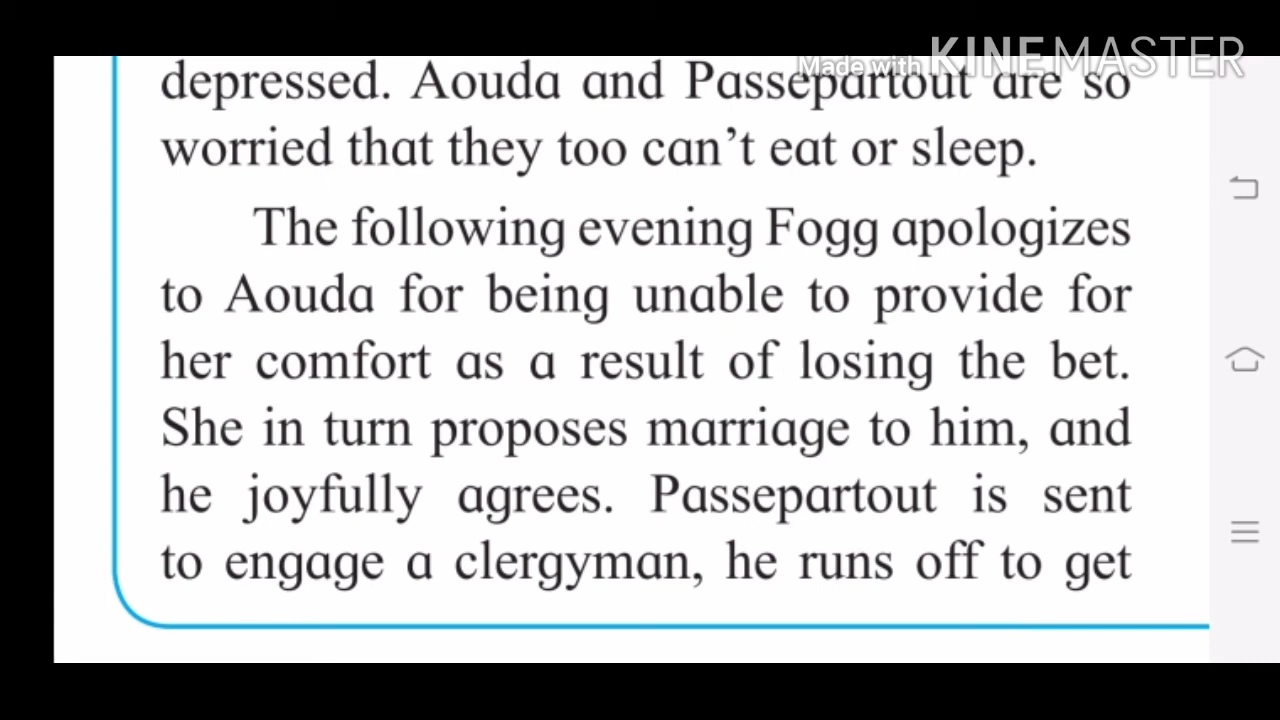 Made with KINEMASTER
depressed. Aouda and Passepartout are so
worried that they too can't eat or sleep.
The following evening Fogg apologizes
to Aouda for being unable to provide for
her comfort as a result of losing the bet.
She in turn proposes marriage to him, and
he joyfully agrees. Passepartout is sent
to engage a clergyman, he runs off to get